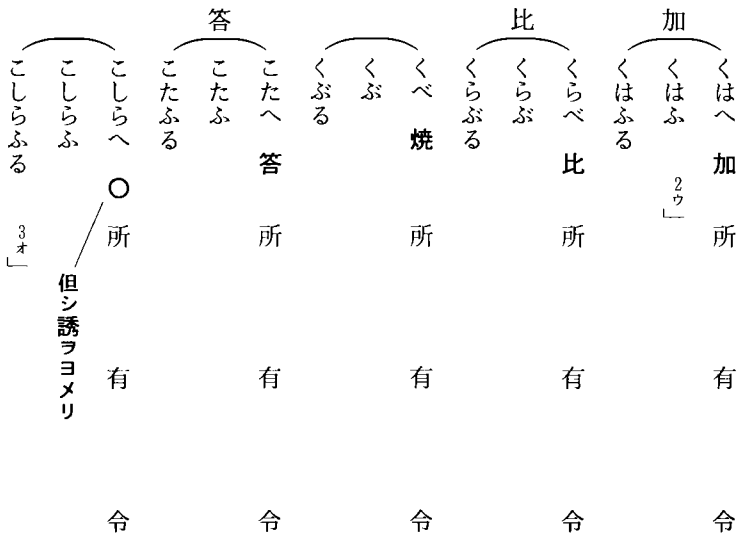 加
くはへ 加 所 有 令
くはふ 2ゥ」
くはふる
比
くらべ 比 所 有 令
くらぶ
くらぶる
くべ 焼 所 有 令
くぶ
くぶる
答
こたへ 答 所 有 令
こたふ
こたふる
こしらへ 〇 所 有 令
但シ誘ヲヨメリ
こしらふ
こしらふる 3ォ」